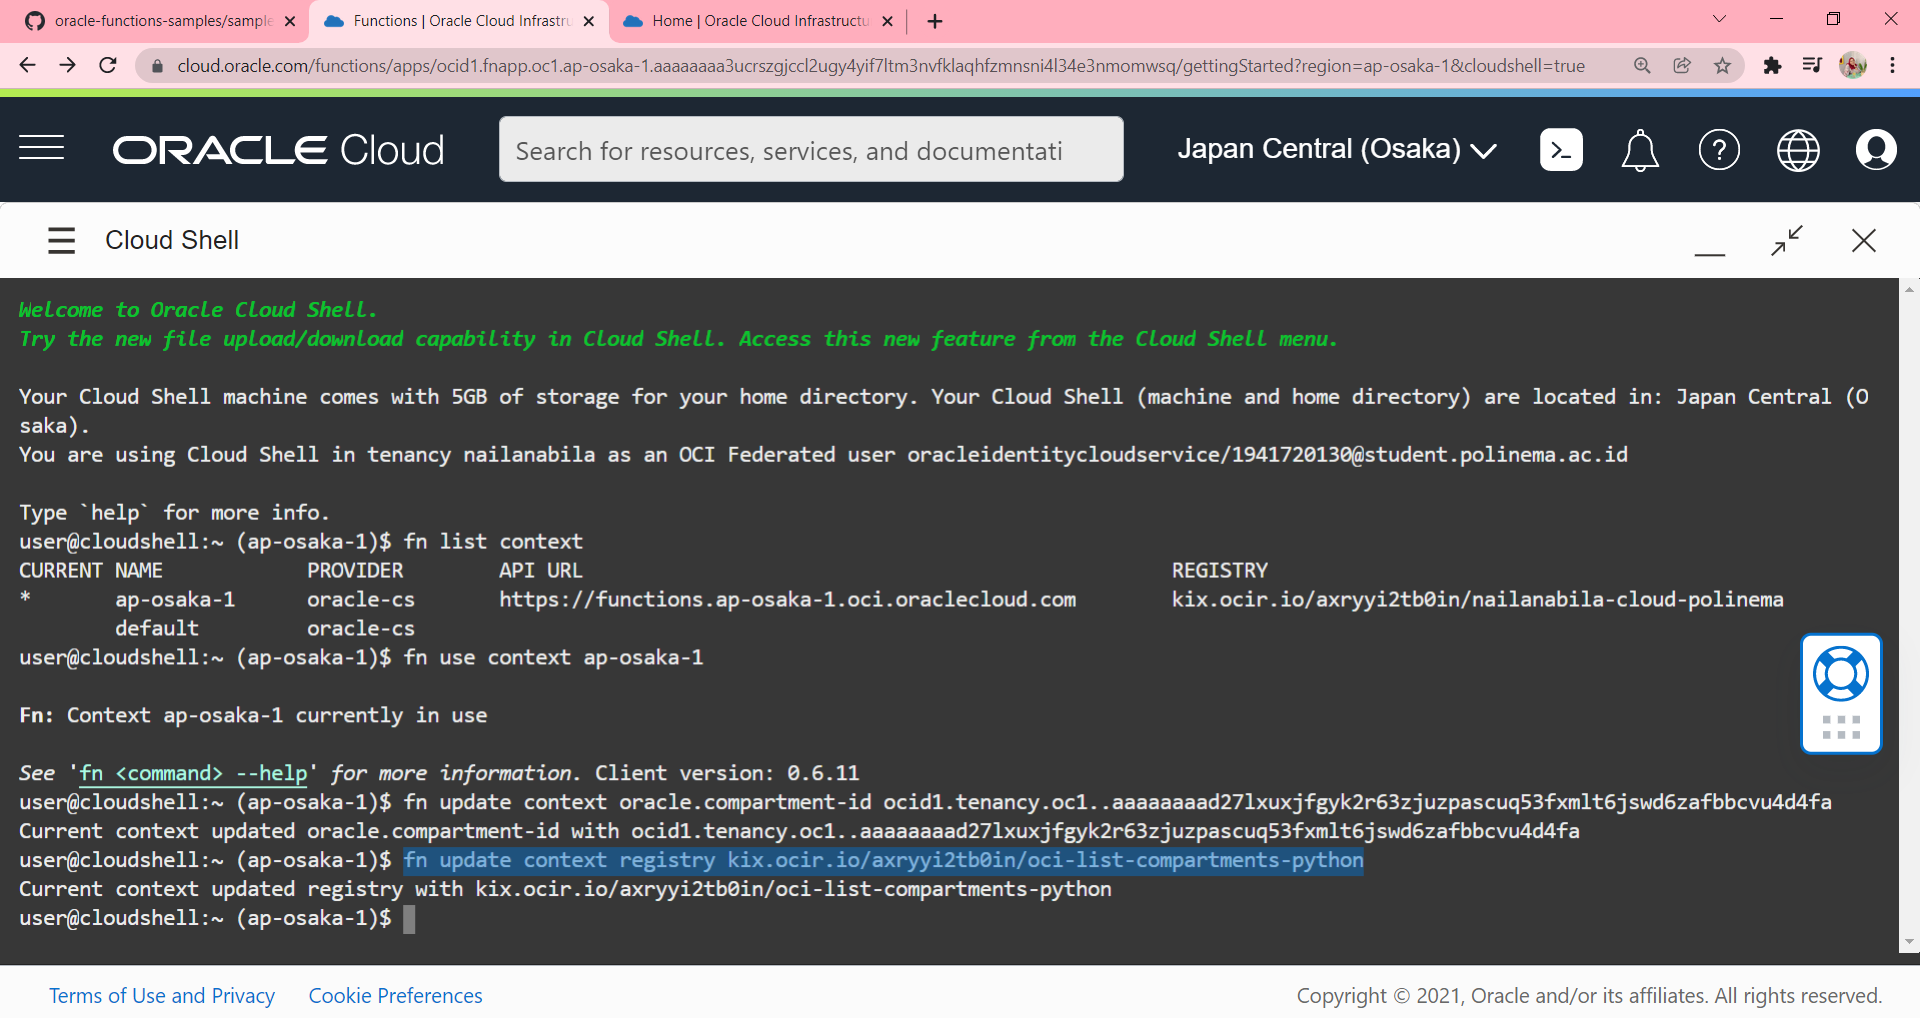 oracle-functions-samples/sample
Functions | Oracle Cloud Infrastru
Home | Oracle Cloud Infrastructu
cloud.oracle.com/functions/apps/ocid1.fnapp.oc1.ap-osaka-1.aaaaaaaa3ucrszgjccl2ugy4yif7ltm3nvfklaqhfzmnsni4l34e3nmomwsq/gettingStarted?region=ap-osaka-1&cloudshell=true
ORACLE Cloud
Search for resources, services, and documentati
Japan Central (Osaka)
Cloud Shell
Welcome to Oracle Cloud Shell.
Try the new file upload/download capability in Cloud Shell. Access this new feature from the Cloud Shell menu.
Your Cloud Shell machine comes with 5GB of storage for your home directory. Your Cloud Shell (machine and home directory) are located in: Japan Central (O
saka).
You are using Cloud Shell in tenancy nailanabila as an OCI Federated user oracleidentitycloudservice/1941720130@student.polinema.ac.id
Type `help` for more info.
user@cloudshell:~ (ap-osaka-1)$ fn list context
CURRENT NAME PROVIDER API URL REGISTRY
* ap-osaka-1 oracle-cs https://functions.ap-osaka-1.oci.oraclecloud.com kix.ocir.io/axryyi2tb0in/nailanabila-cloud-polinema
default oracle-cs
user@cloudshell:~ (ap-osaka-1)$ fn use context ap-osaka-1
Fn: Context ap-osaka-1 currently in use
See 'fn <command> --help' for more information. Client version: 0.6.11
user@cloudshell:~ (ap-osaka-1)$ fn update context oracle.compartment-id ocid1.tenancy.oc1..aaaaaaaad27lxuxjfgyk2r63zjuzpascuq53fxmlt6jswd6zafbbcvu4d4fa
Current context updated oracle.compartment-id with ocid1.tenancy.oc1..aaaaaaaad27lxuxjfgyk2r63zjuzpascuq53fxmlt6jswd6zafbbcvu4d4fa
user@cloudshell:~ (ap-osaka-1)$ fn update context registry kix.ocir.io/axryyi2tb0in/oci-list-compartments-python
Current context updated registry with kix.ocir.io/axryyi2tb0in/oci-list-compartments-python
user@cloudshell:~ (ap-osaka-1)$
Terms of Use and Privacy
Cookie Preferences
Copyright © 2021, Oracle and/or its affiliates. All rights reserved.